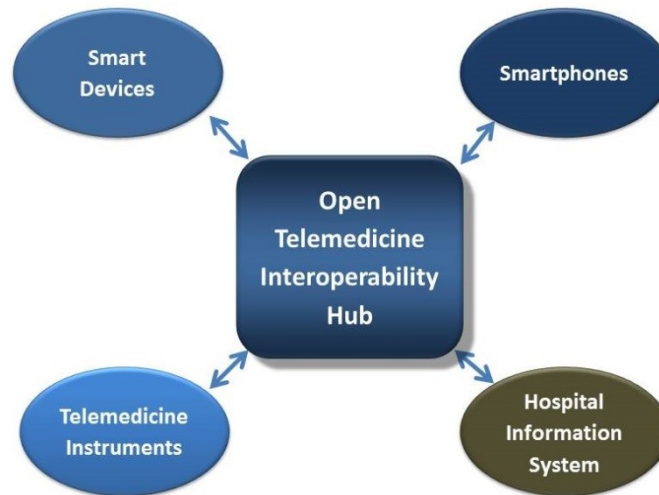 Smart
Devices
Smartphones
Open
Telemedicine
Interoperability
Hub
Telemedicine
Instruments
Hospital
Information
System